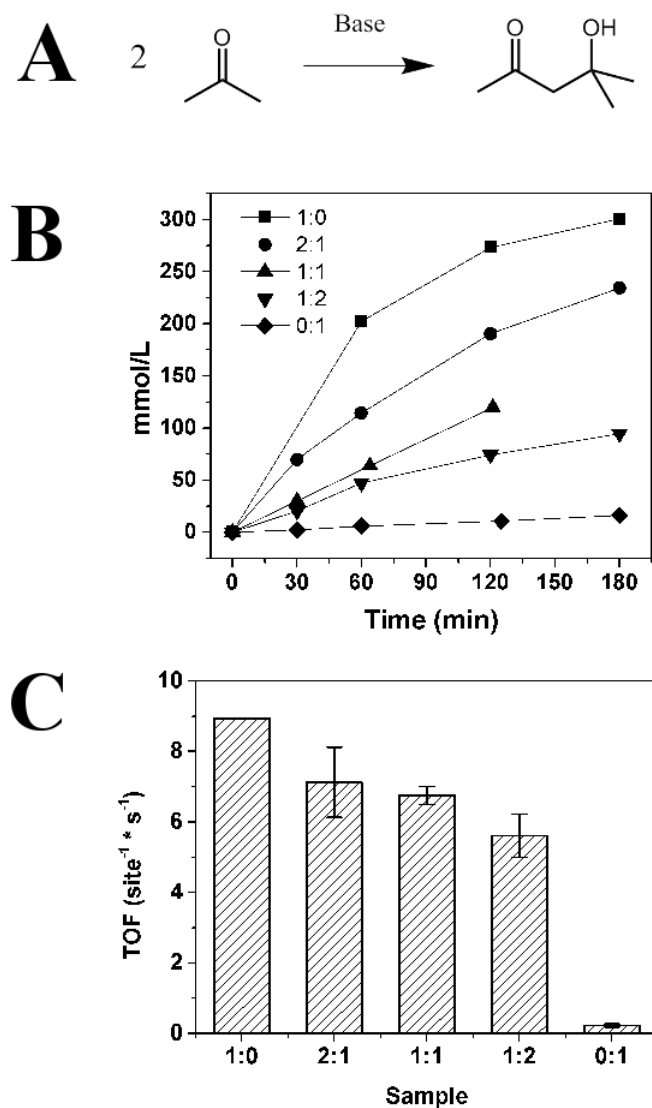 A
2
O
Base
O
OH
B
mmol/L
300
250
200
150
100
50
0
1:0
2:1
1:1
1:2
0:1
0 30 60 90 120 150 180
Time (min)
C
TOF (site⁻¹ * s⁻¹)
10
8
6
4
2
0
1:0 2:1 1:1 1:2 0:1
Sample